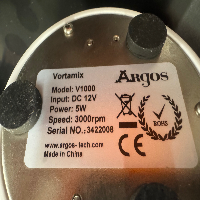 Vortamix
ARGOS
Model: V1000
Input: DC 12V
Power: 5W
Speed: 3000rpm
Serial NO.: 3422008
ROHS
www.argos-tech.com
Made in China
CE